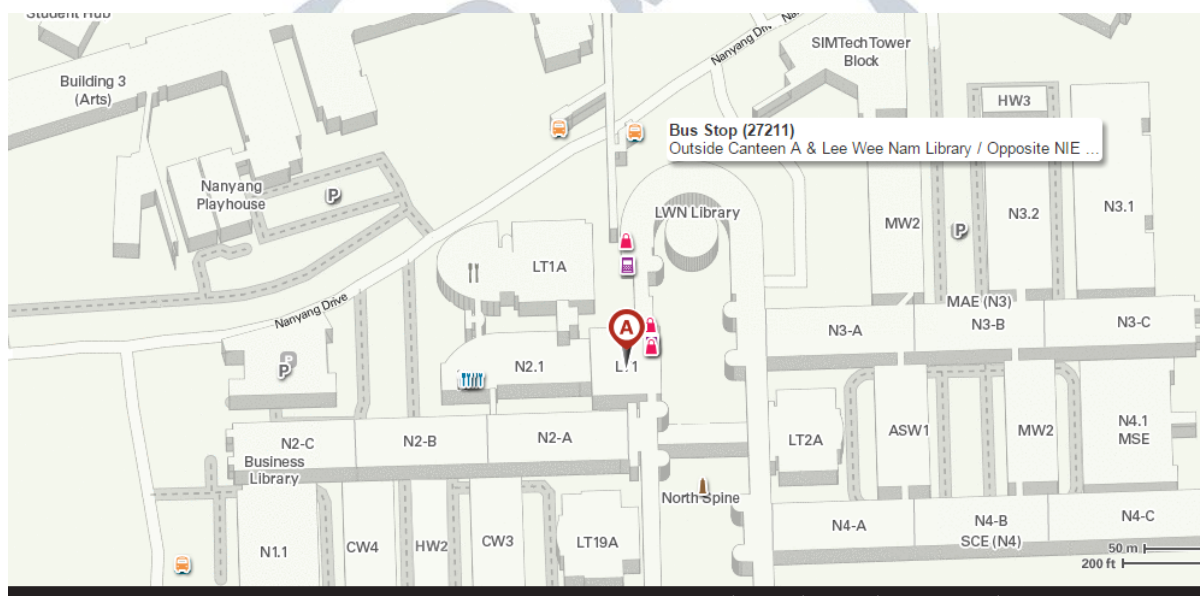 Student Hub
Building 3
(Arts)
Nanyang Drive
SIMTechTower
Block
HW3
Bus Stop (27211)
Outside Canteen A & Lee Wee Nam Library / Opposite NIE ...
Nanyang
Playhouse
P
LWN Library
MW2
P
N3.2
N3.1
LT1A
Nanyang Drive
MAE (N3)
N3-A
N3-B
N3-C
A
P
P
N2.1
LT1
N2-C
N2-B
N2-A
LT2A
ASW1
MW2
N4.1
MSE
Business
Library
North Spine
N4-A
N4-B
SCE (N4)
N4-C
N1.1
CW4
HW2
CW3
LT19A
50 m
200 ft